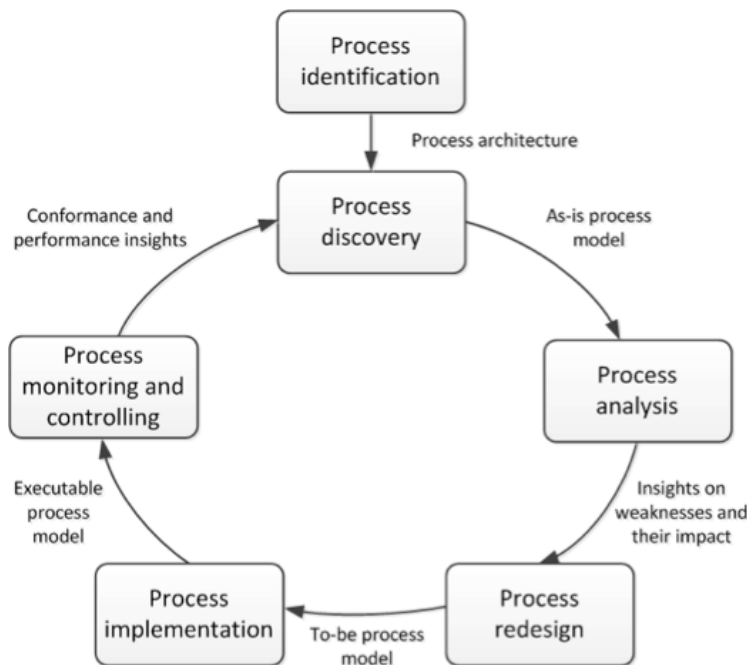 Process
identification
Process architecture
Process
discovery
As-is process
model
Process
analysis
Insights on
weaknesses and
their impact
Process
redesign
To-be process
model
Process
implementation
Executable
process
model
Process
monitoring and
controlling
Conformance and
performance insights